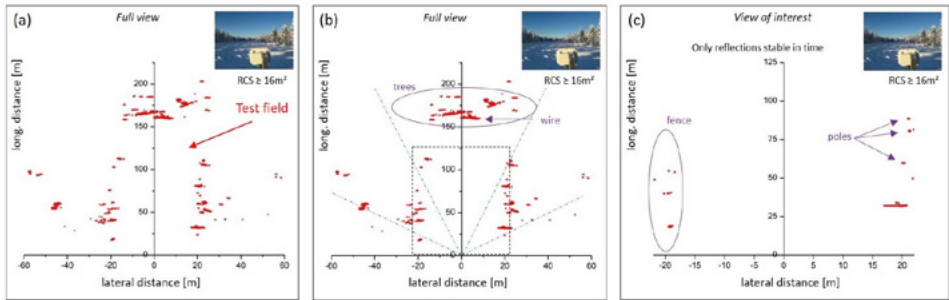 (a)
Full view
RCS ≥ 16m²
long. distance [m]
225
200
150
100
50
0
Test field
-60
-40
-20
0
20
40
60
lateral distance [m]
(b)
Full view
RCS ≥ 16m²
long. distance [m]
225
200
150
100
50
0
trees
wire
-60
-40
-20
0
20
40
60
lateral distance [m]
(c)
View of interest
Only reflections stable in time
RCS ≥ 16m²
long. distance [m]
125
100
75
50
25
0
fence
poles
-20
-15
-10
-5
0
5
10
15
20
lateral distance [m]